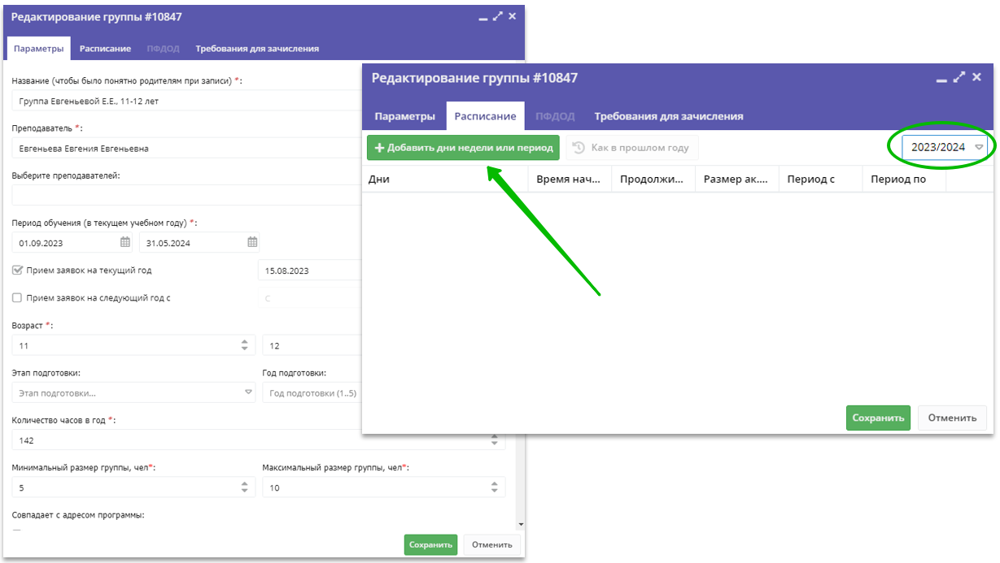 Редактирование группы #10847
Параметры Расписание ПФДОД Требования для зачисления
Название (чтобы было понятно родителям при записи) *:
Группа Евгеньевой Е.Е., 11-12 лет
Преподаватель *:
Евгеньева Евгения Евгеньевна
Выберите преподавателей:
Период обучения (в текущем учебном году) *:
01.09.2023 31.05.2024
Прием заявок на текущий год 15.08.2023
Прием заявок на следующий год с С
Возраст *:
11 12
Этап подготовки: Год подготовки:
Этап подготовки... Год подготовки (1..5)
Количество часов в год *:
142
Минимальный размер группы, чел*: Максимальный размер группы, чел*:
5 10
Совпадает с адресом программы:
Сохранить Отменить
Редактирование группы #10847
Параметры Расписание ПФДОД Требования для зачисления
+ Добавить дни недели или период Как в прошлом году 2023/2024
Дни Время нач... Продолжи... Размер ак.... Период с Период по
Сохранить Отменить